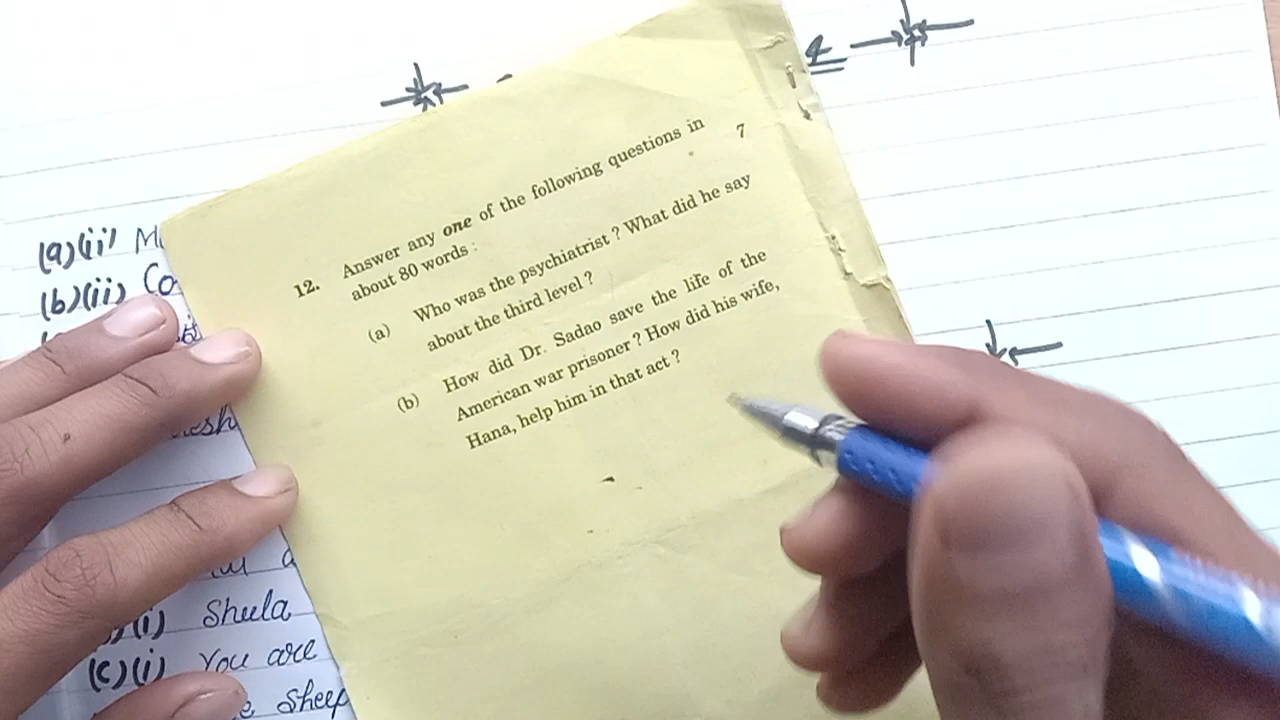 4
12. Answer any one of the following questions in
about 80 words : 7
(a) Who was the psychiatrist ? What did he say
about the third level ?
(b) How did Dr. Sadao save the life of the
American war prisoner ? How did his wife,
Hana, help him in that act ?
(a)(ii)
(b)(ii)
(i) Shula
(c)(i) You are